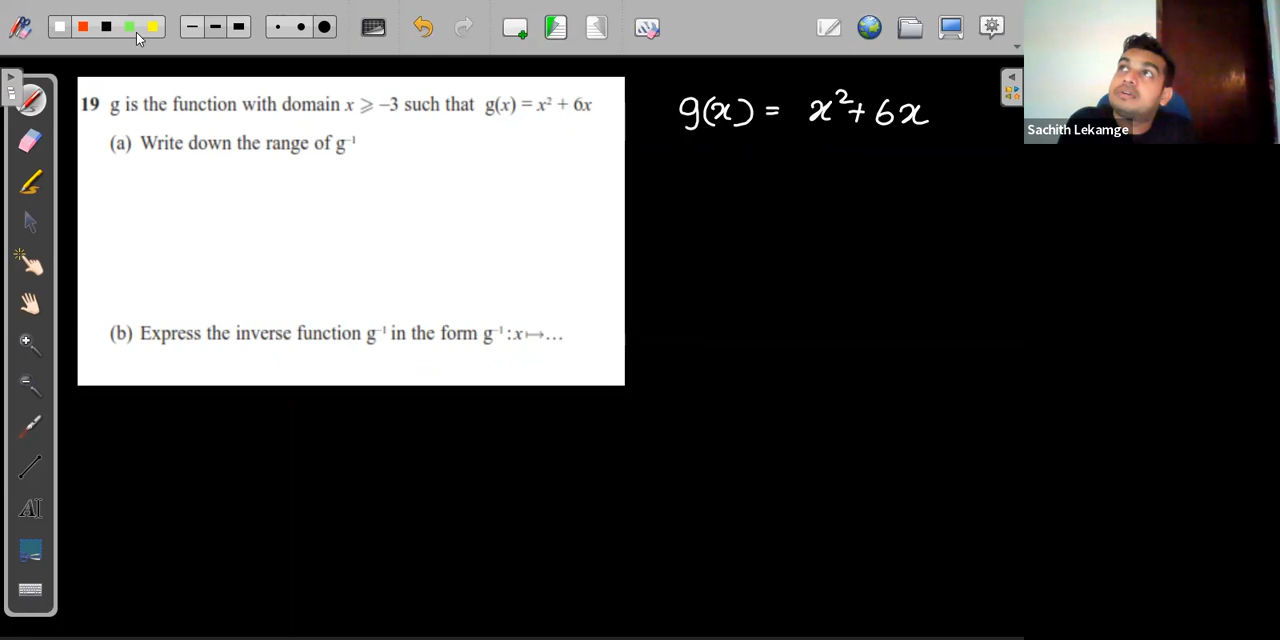 19 g is the function with domain x ⩾ −3 such that g(x) = x² + 6x
(a) Write down the range of g⁻¹
(b) Express the inverse function g⁻¹ in the form g⁻¹ : x ↦ …
g(x) = x² + 6x
Sachith Lekamge